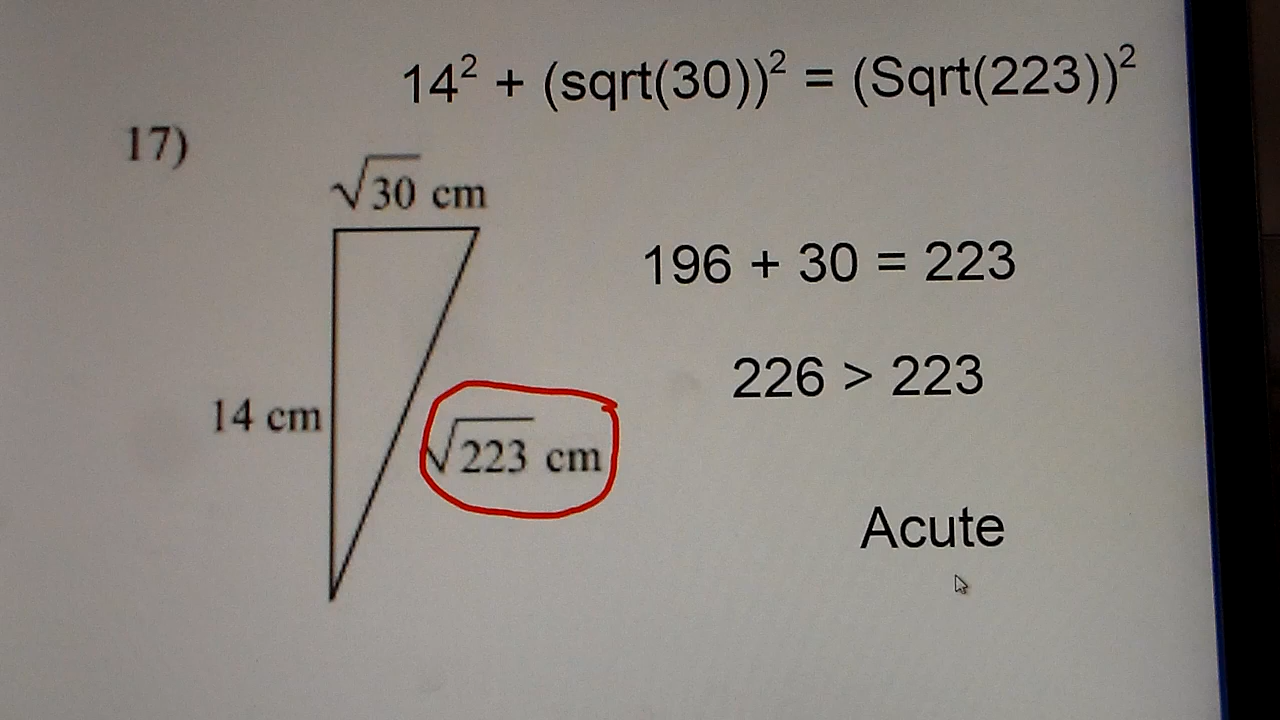 14² + (sqrt(30))² = (Sqrt(223))²
17)
√30 cm
196 + 30 = 223
226 > 223
14 cm
√223 cm
Acute